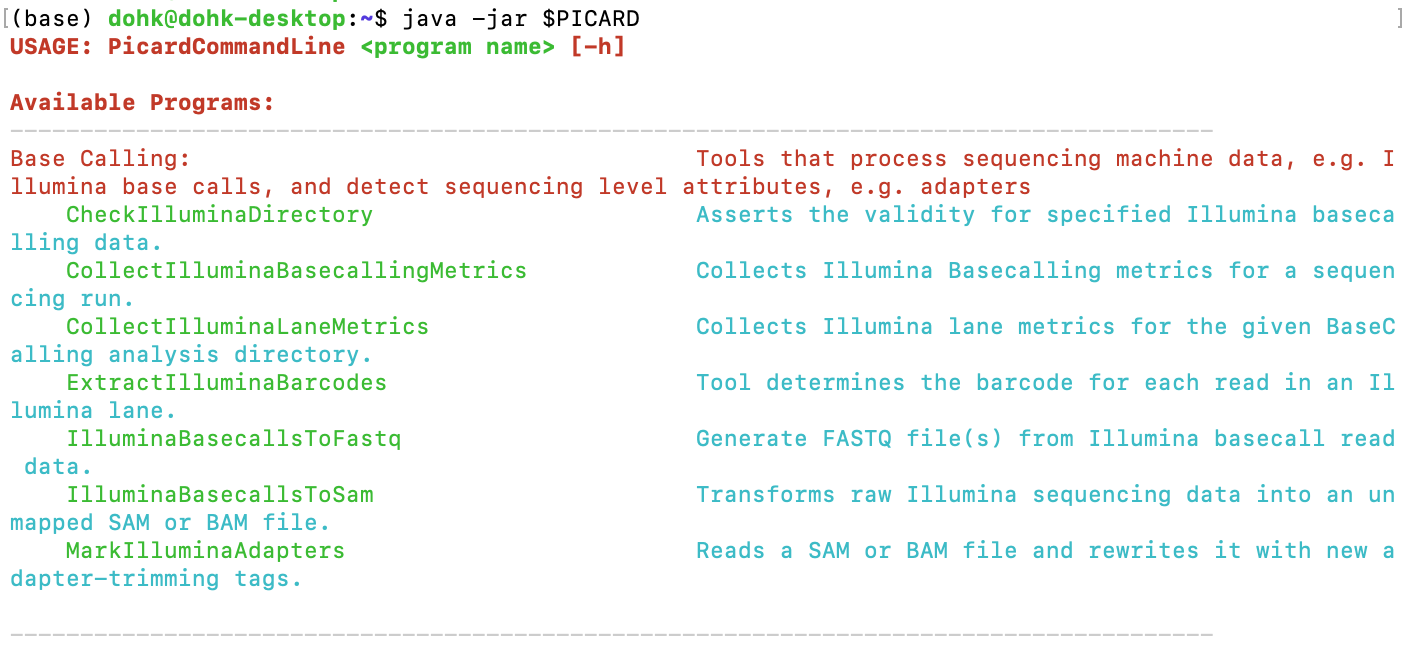 [(base) dohk@dohk-desktop:~$ java -jar $PICARD ]
USAGE: PicardCommandLine <program name> [-h]
Available Programs:
--------------------------------------------------------------------------------------
Base Calling:                                    Tools that process sequencing machine data, e.g. I
llumina base calls, and detect sequencing level attributes, e.g. adapters
    CheckIlluminaDirectory                       Asserts the validity for specified Illumina baseca
lling data.
    CollectIlluminaBasecallingMetrics            Collects Illumina Basecalling metrics for a sequen
cing run.
    CollectIlluminaLaneMetrics                   Collects Illumina lane metrics for the given BaseC
alling analysis directory.
    ExtractIlluminaBarcodes                      Tool determines the barcode for each read in an Il
lumina lane.
    IlluminaBasecallsToFastq                     Generate FASTQ file(s) from Illumina basecall read
 data.
    IlluminaBasecallsToSam                       Transforms raw Illumina sequencing data into an un
mapped SAM or BAM file.
    MarkIlluminaAdapters                         Reads a SAM or BAM file and rewrites it with new a
dapter-trimming tags.
--------------------------------------------------------------------------------------